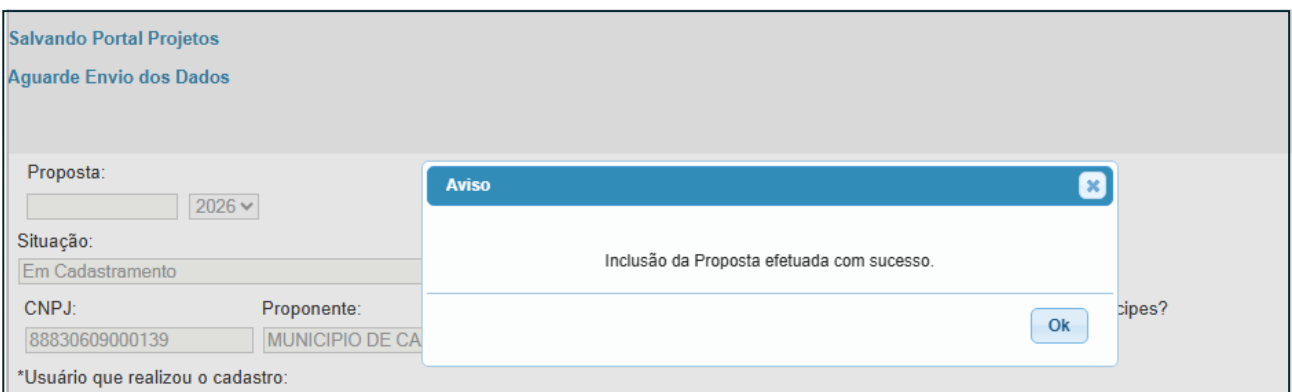 Salvando Portal Projetos
Aguarde Envio dos Dados
Proposta:
2026
Situação:
Em Cadastramento
CNPJ:
Proponente:
88830609000139
MUNICIPIO DE CA
*Usuário que realizou o cadastro:
Aviso
Inclusão da Proposta efetuada com sucesso.
Ok
cipes?